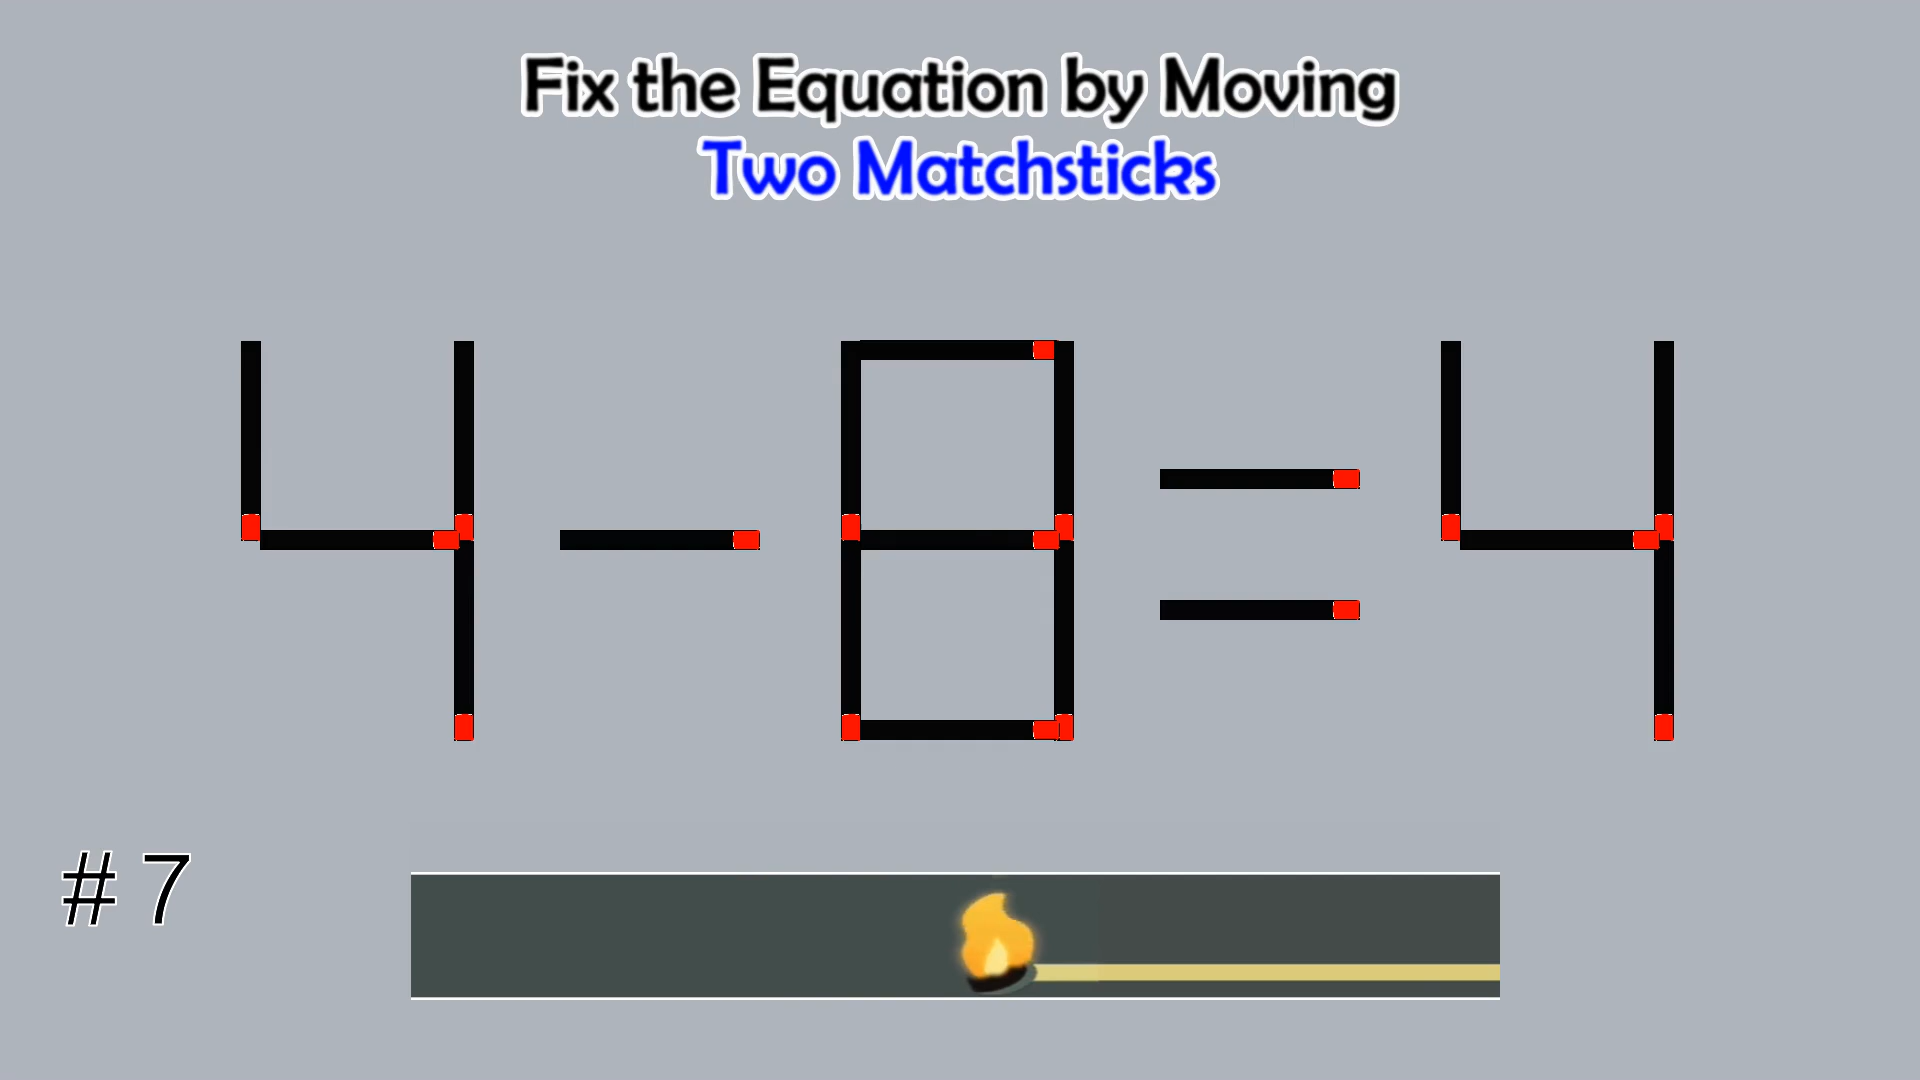 Fix the Equation by Moving
Two Matchsticks
4 - 8 = 4
# 7